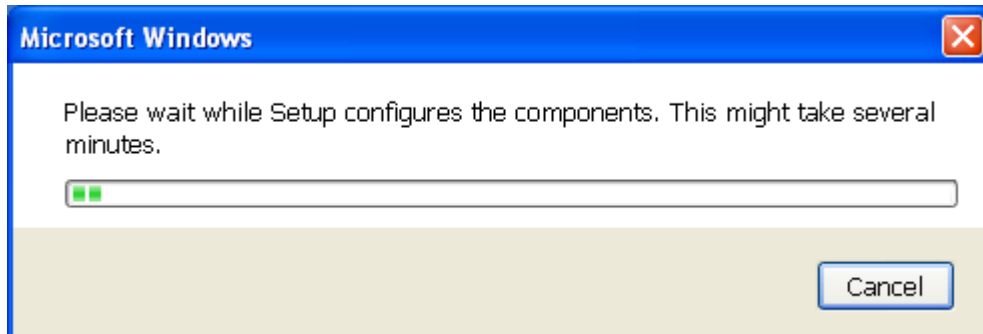 Microsoft Windows
Please wait while Setup configures the components. This might take several
minutes.
Cancel